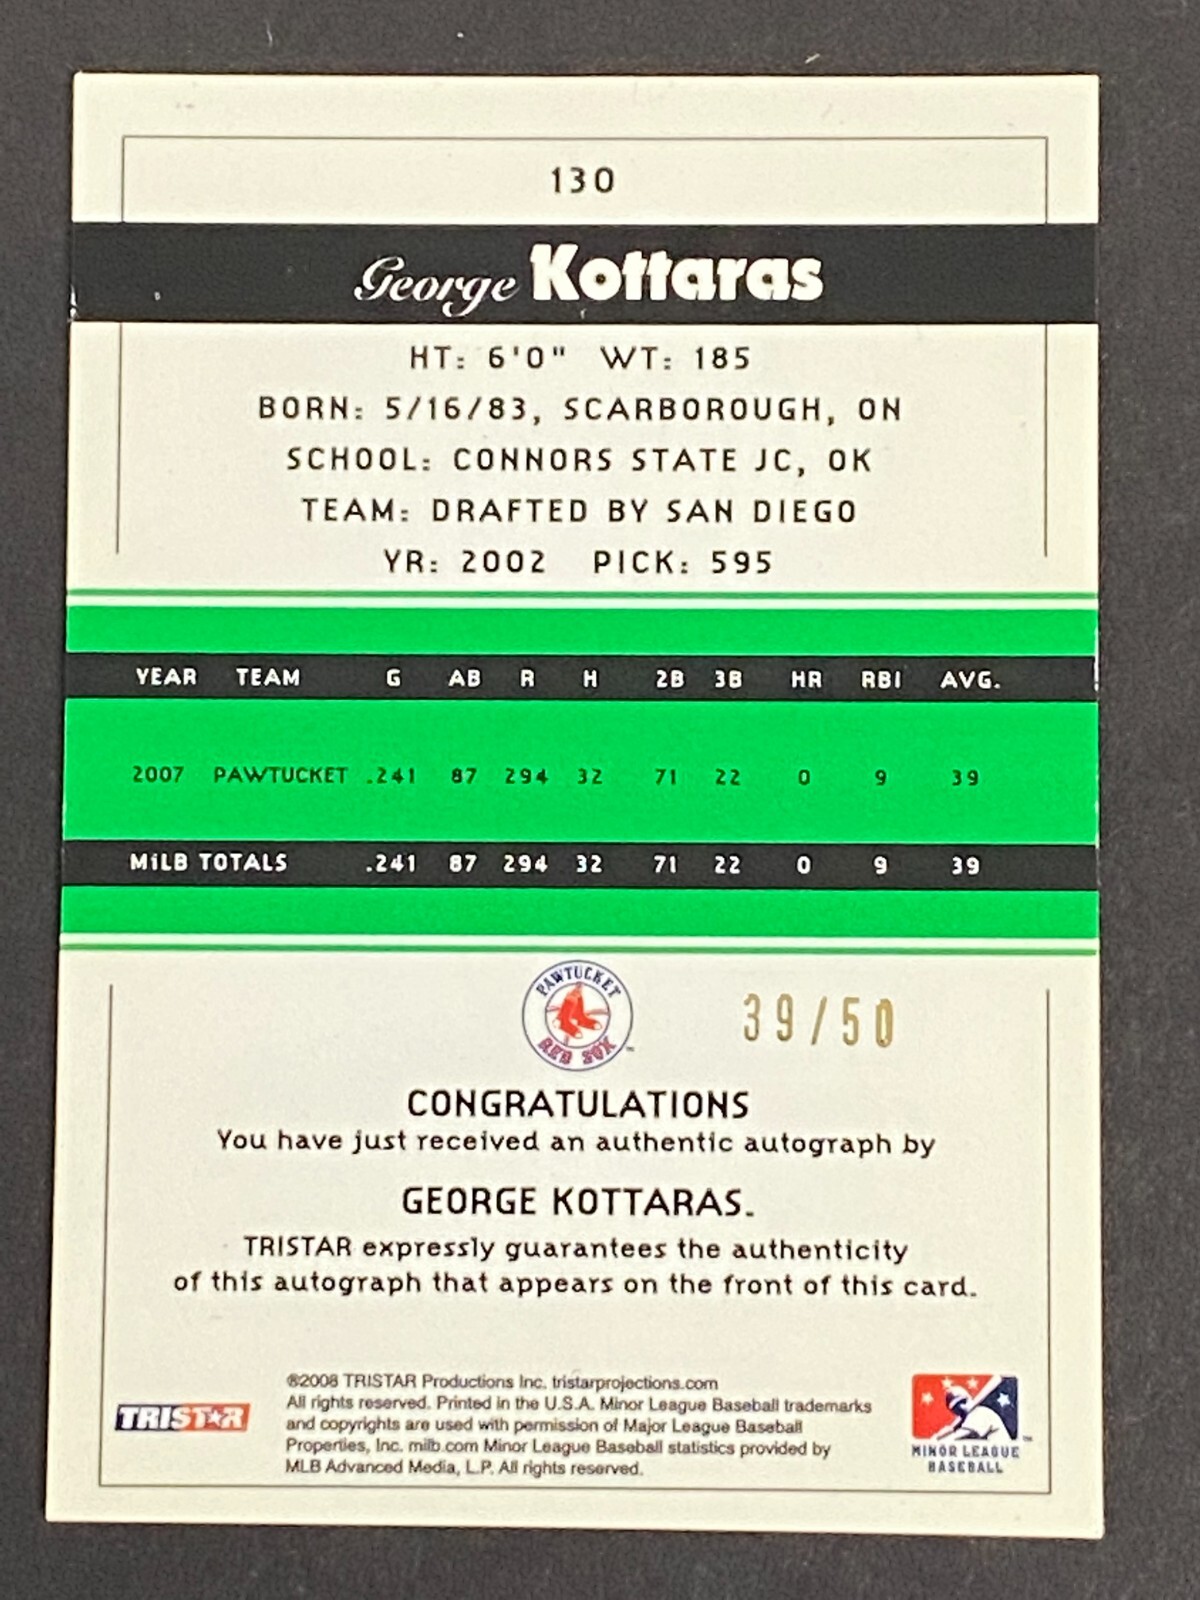 130
George Kottaras
HT: 6'0" WT: 185
BORN: 5/16/83, SCARBOROUGH, ON
SCHOOL: CONNORS STATE JC, OK
TEAM: DRAFTED BY SAN DIEGO
YR: 2002 PICK: 595
YEAR TEAM G AB R H 2B 3B HR RBI AVG.
2007 PAWTUCKET .241 87 294 32 71 22 0 9 39
MiLB TOTALS .241 87 294 32 71 22 0 9 39
PAWTUCKET
RED SOX ™
39/50
CONGRATULATIONS
You have just received an authentic autograph by
GEORGE KOTTARAS.
TRISTAR expressly guarantees the authenticity
of this autograph that appears on the front of this card.
TRISTAR
©2008 TRISTAR Productions Inc. tristarprojections.com
All rights reserved. Printed in the U.S.A. Minor League Baseball trademarks
and copyrights are used with permission of Major League Baseball
Properties, Inc. milb.com Minor League Baseball statistics provided by
MLB Advanced Media, L.P. All rights reserved.
™
MINOR LEAGUE
BASEBALL